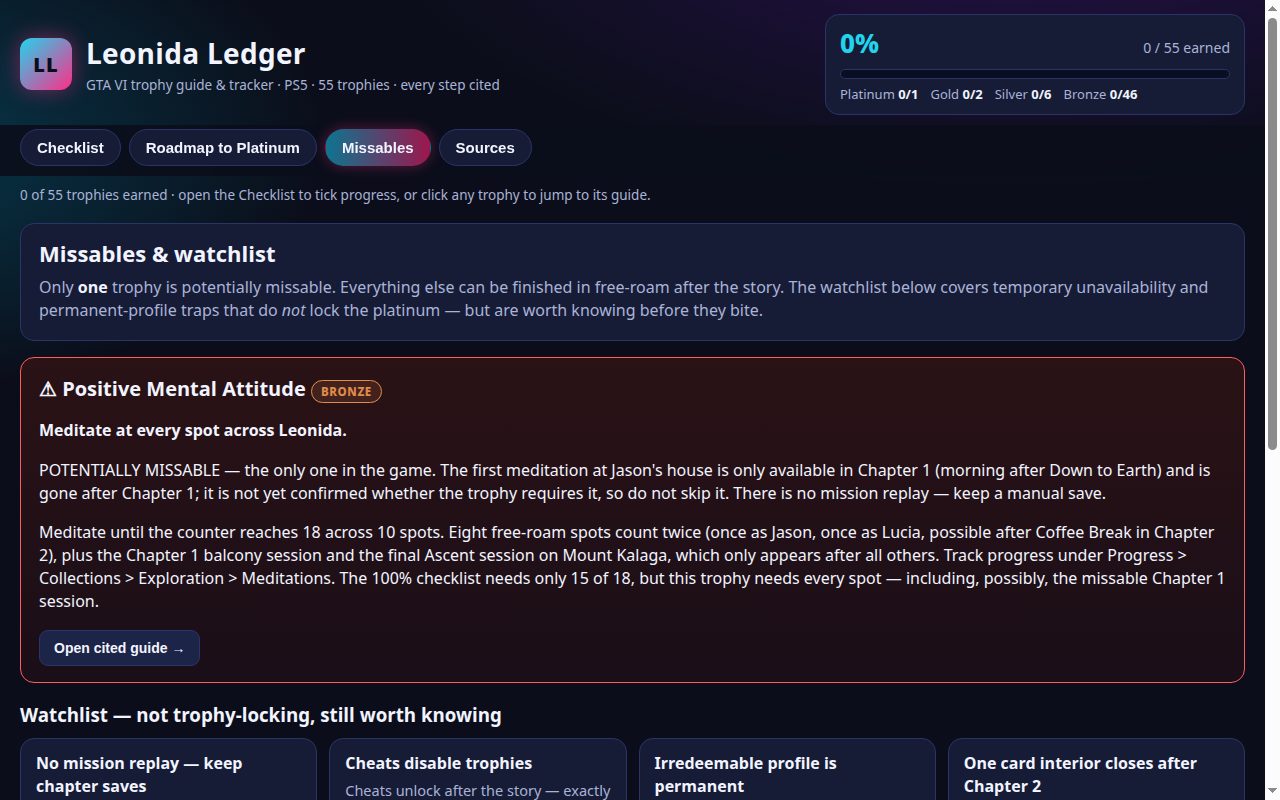 LL
Leonida Ledger
GTA VI trophy guide & tracker · PS5 · 55 trophies · every step cited
0%
0 / 55 earned
Platinum 0/1 Gold 0/2 Silver 0/6 Bronze 0/46
Checklist
Roadmap to Platinum
Missables
Sources
0 of 55 trophies earned · open the Checklist to tick progress, or click any trophy to jump to its guide.
Missables & watchlist
Only one trophy is potentially missable. Everything else can be finished in free-roam after the story. The watchlist below covers temporary unavailability and
permanent-profile traps that do not lock the platinum — but are worth knowing before they bite.
⚠ Positive Mental Attitude BRONZE
Meditate at every spot across Leonida.
POTENTIALLY MISSABLE — the only one in the game. The first meditation at Jason's house is only available in Chapter 1 (morning after Down to Earth) and is
gone after Chapter 1; it is not yet confirmed whether the trophy requires it, so do not skip it. There is no mission replay — keep a manual save.
Meditate until the counter reaches 18 across 10 spots. Eight free-roam spots count twice (once as Jason, once as Lucia, possible after Coffee Break in Chapter
2), plus the Chapter 1 balcony session and the final Ascent session on Mount Kalaga, which only appears after all others. Track progress under Progress >
Collections > Exploration > Meditations. The 100% checklist needs only 15 of 18, but this trophy needs every spot — including, possibly, the missable Chapter 1
session.
Open cited guide →
Watchlist — not trophy-locking, still worth knowing
No mission replay — keep
chapter saves
Cheats disable trophies
Cheats unlock after the story — exactly
Irredeemable profile is
permanent
One card interior closes after
Chapter 2